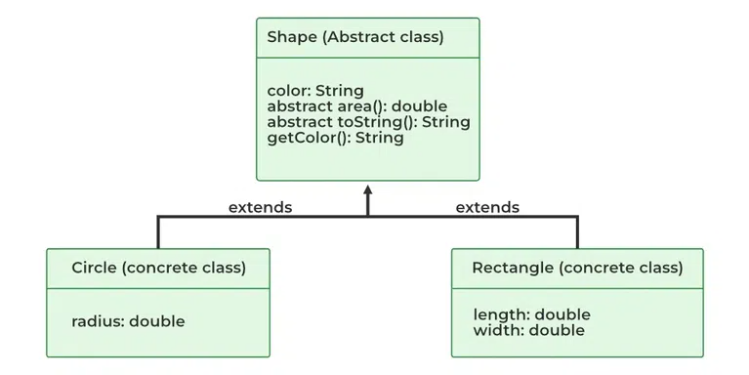 Shape (Abstract class)
color: String
abstract area(): double
abstract toString(): String
getColor(): String
extends
extends
Circle (concrete class)
radius: double
Rectangle (concrete class)
length: double
width: double